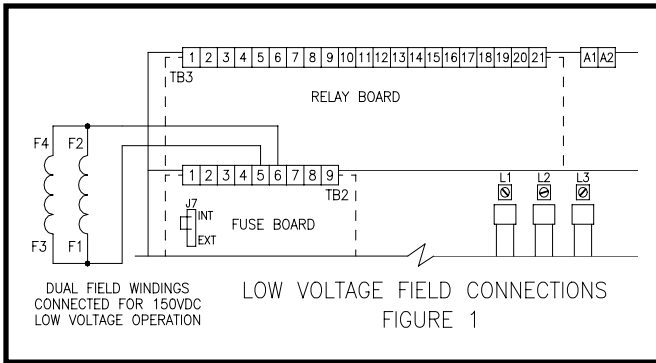 1 2 3 4 5 6 7 8 9 10 11 12 13 14 15 16 17 18 19 20 21
A1 A2
TB3
RELAY BOARD
F4 F2
1 2 3 4 5 6 7 8 9
TB2
L1 L2 L3
J7
INT
FUSE BOARD
EXT
F3 F1
DUAL FIELD WINDINGS
CONNECTED FOR 150VDC
LOW VOLTAGE OPERATION
LOW VOLTAGE FIELD CONNECTIONS
FIGURE 1